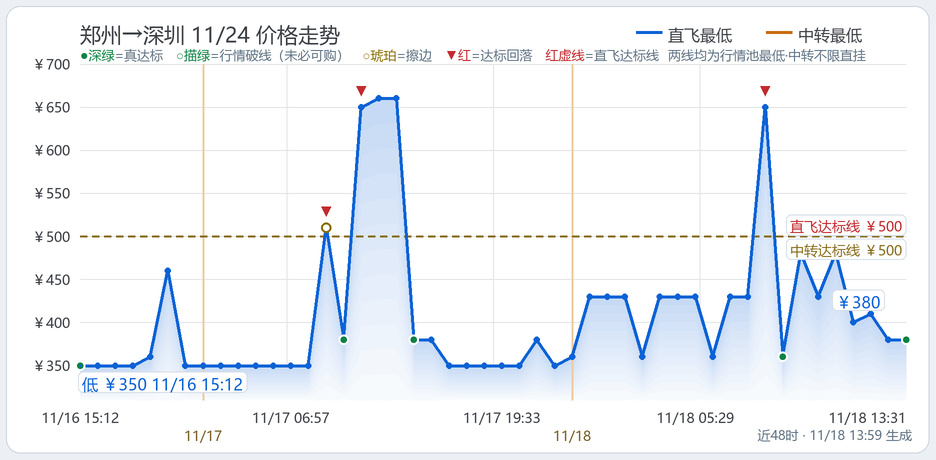 郑州→深圳 11/24 价格走势
直飞最低 中转最低
●深绿=真达标 ○描绿=行情破线（未必可购） ○琥珀=擦边 ▼红=达标回落 红虚线=直飞达标线 两线均为行情池最低·中转不限直挂
￥700
￥650
￥600
￥550
￥500
￥450
￥400
￥350
直飞达标线 ￥500
中转达标线 ￥500
￥380
低 ￥350 11/16 15:12
11/16 15:12 11/17 06:57 11/17 19:33 11/18 05:29 11/18 13:31
11/17 11/18
近48时 · 11/18 13:59 生成